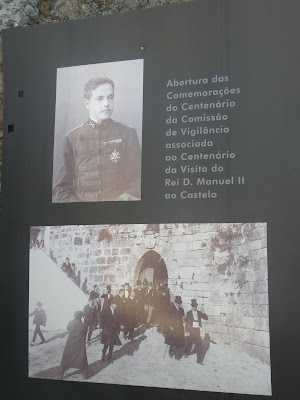 Abertura das
Comemorações
do Centenário
da Comissão
de Vigilância
associada
ao Centenário
da Visita do
Rei D. Manuel II
ao Castelo